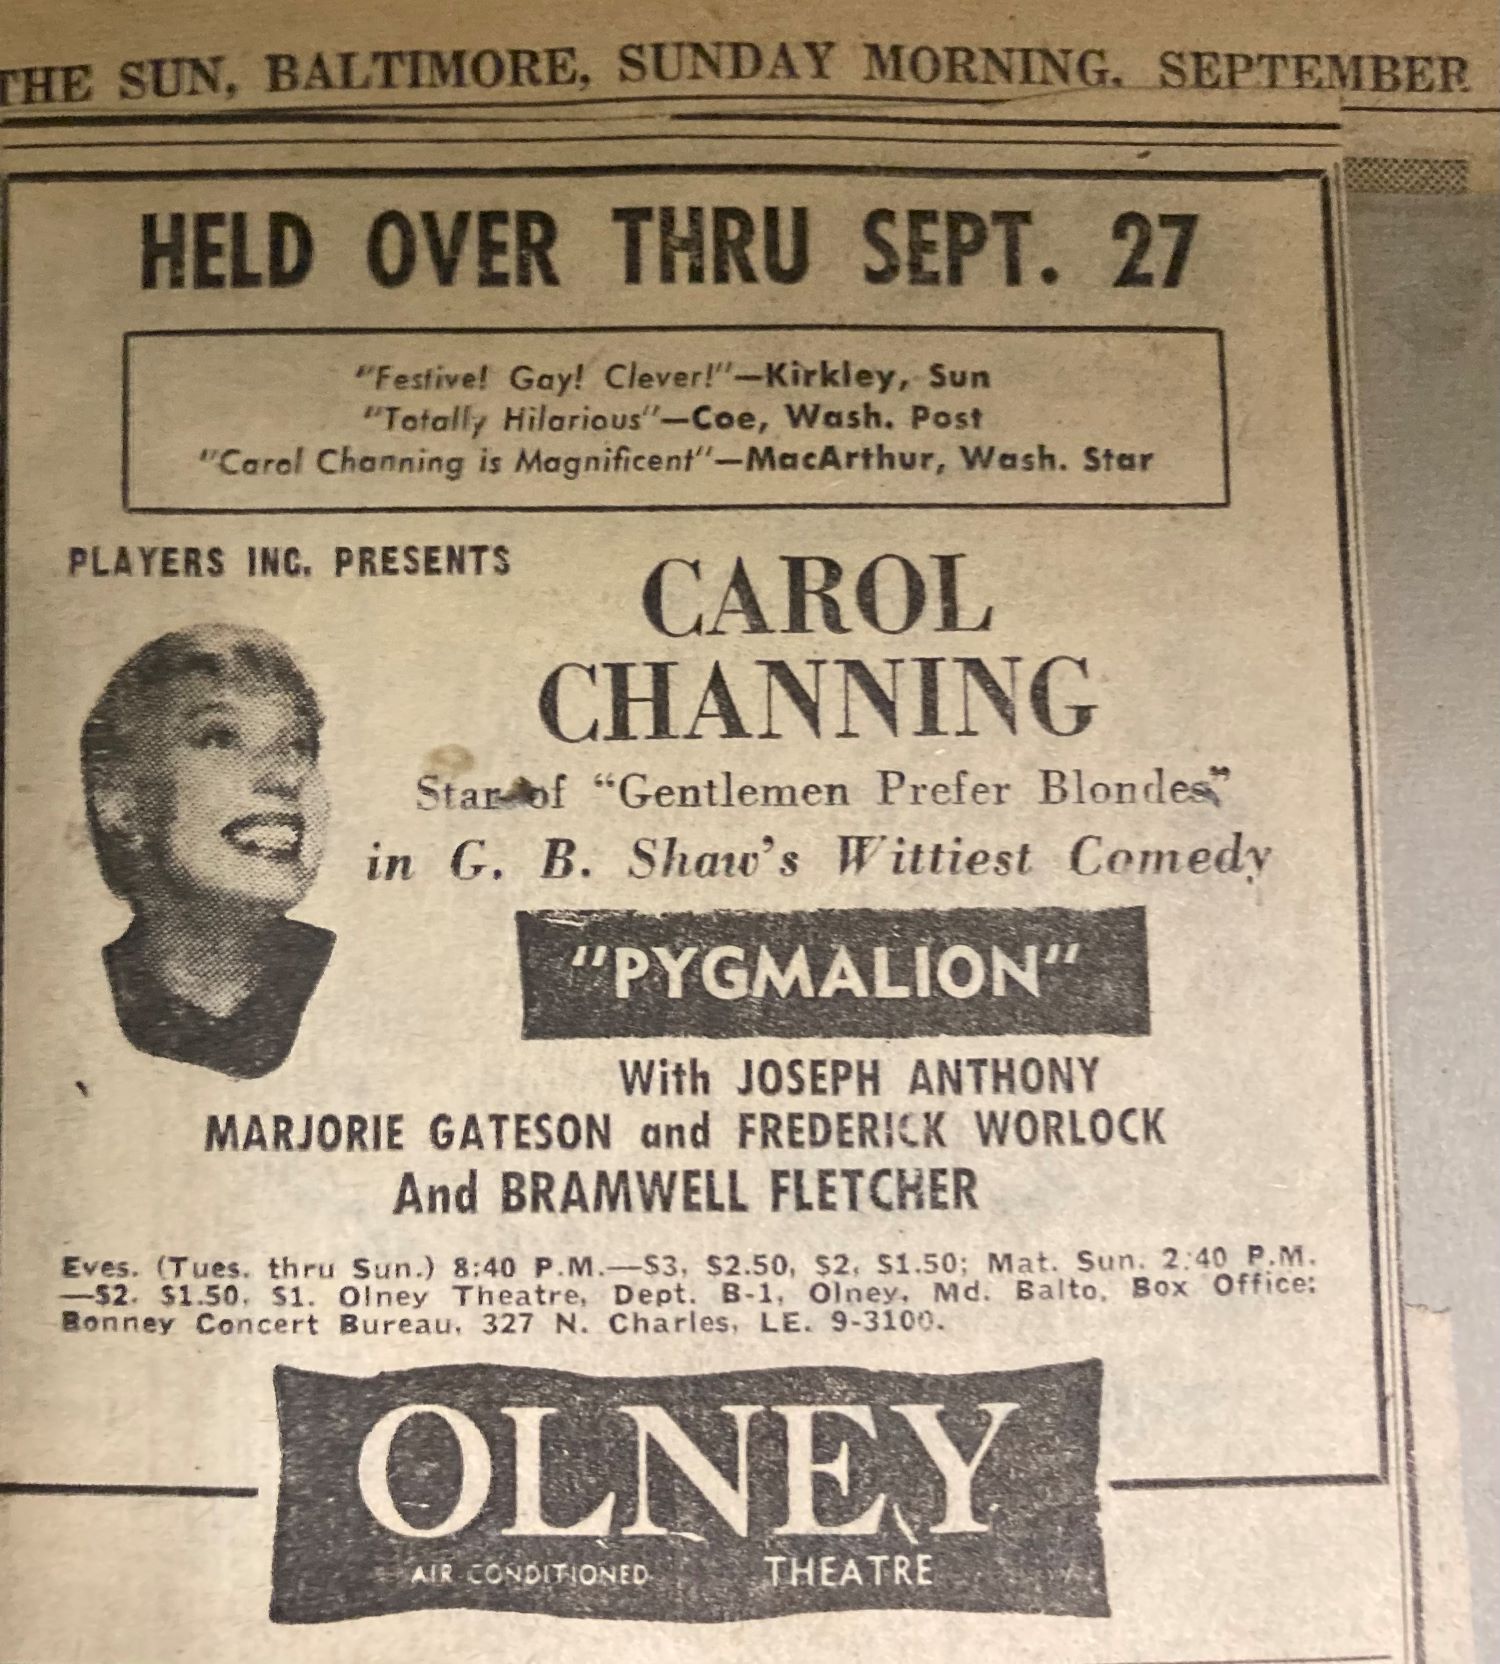 THE SUN, BALTIMORE, SUNDAY MORNING, SEPTEMBER
HELD OVER THRU SEPT. 27
"Festive! Gay! Clever!"—Kirkley, Sun
"Totally Hilarious"—Coe, Wash. Post
"Carol Channing is Magnificent"—MacArthur, Wash. Star
PLAYERS INC. PRESENTS
CAROL
CHANNING
Star of "Gentlemen Prefer Blondes"
in G. B. Shaw's Wittiest Comedy
"PYGMALION"
With JOSEPH ANTHONY
MARJORIE GATESON and FREDERICK WORLOCK
And BRAMWELL FLETCHER
Eves. (Tues. thru Sun.) 8:40 P.M.—$3, $2.50, $2, $1.50; Mat. Sun. 2:40 P.M.
—$2. $1.50, $1. Olney Theatre, Dept. B-1, Olney, Md. Balto. Box Office:
Bonney Concert Bureau, 327 N. Charles, LE. 9-3100.
OLNEY
AIR CONDITIONED THEATRE